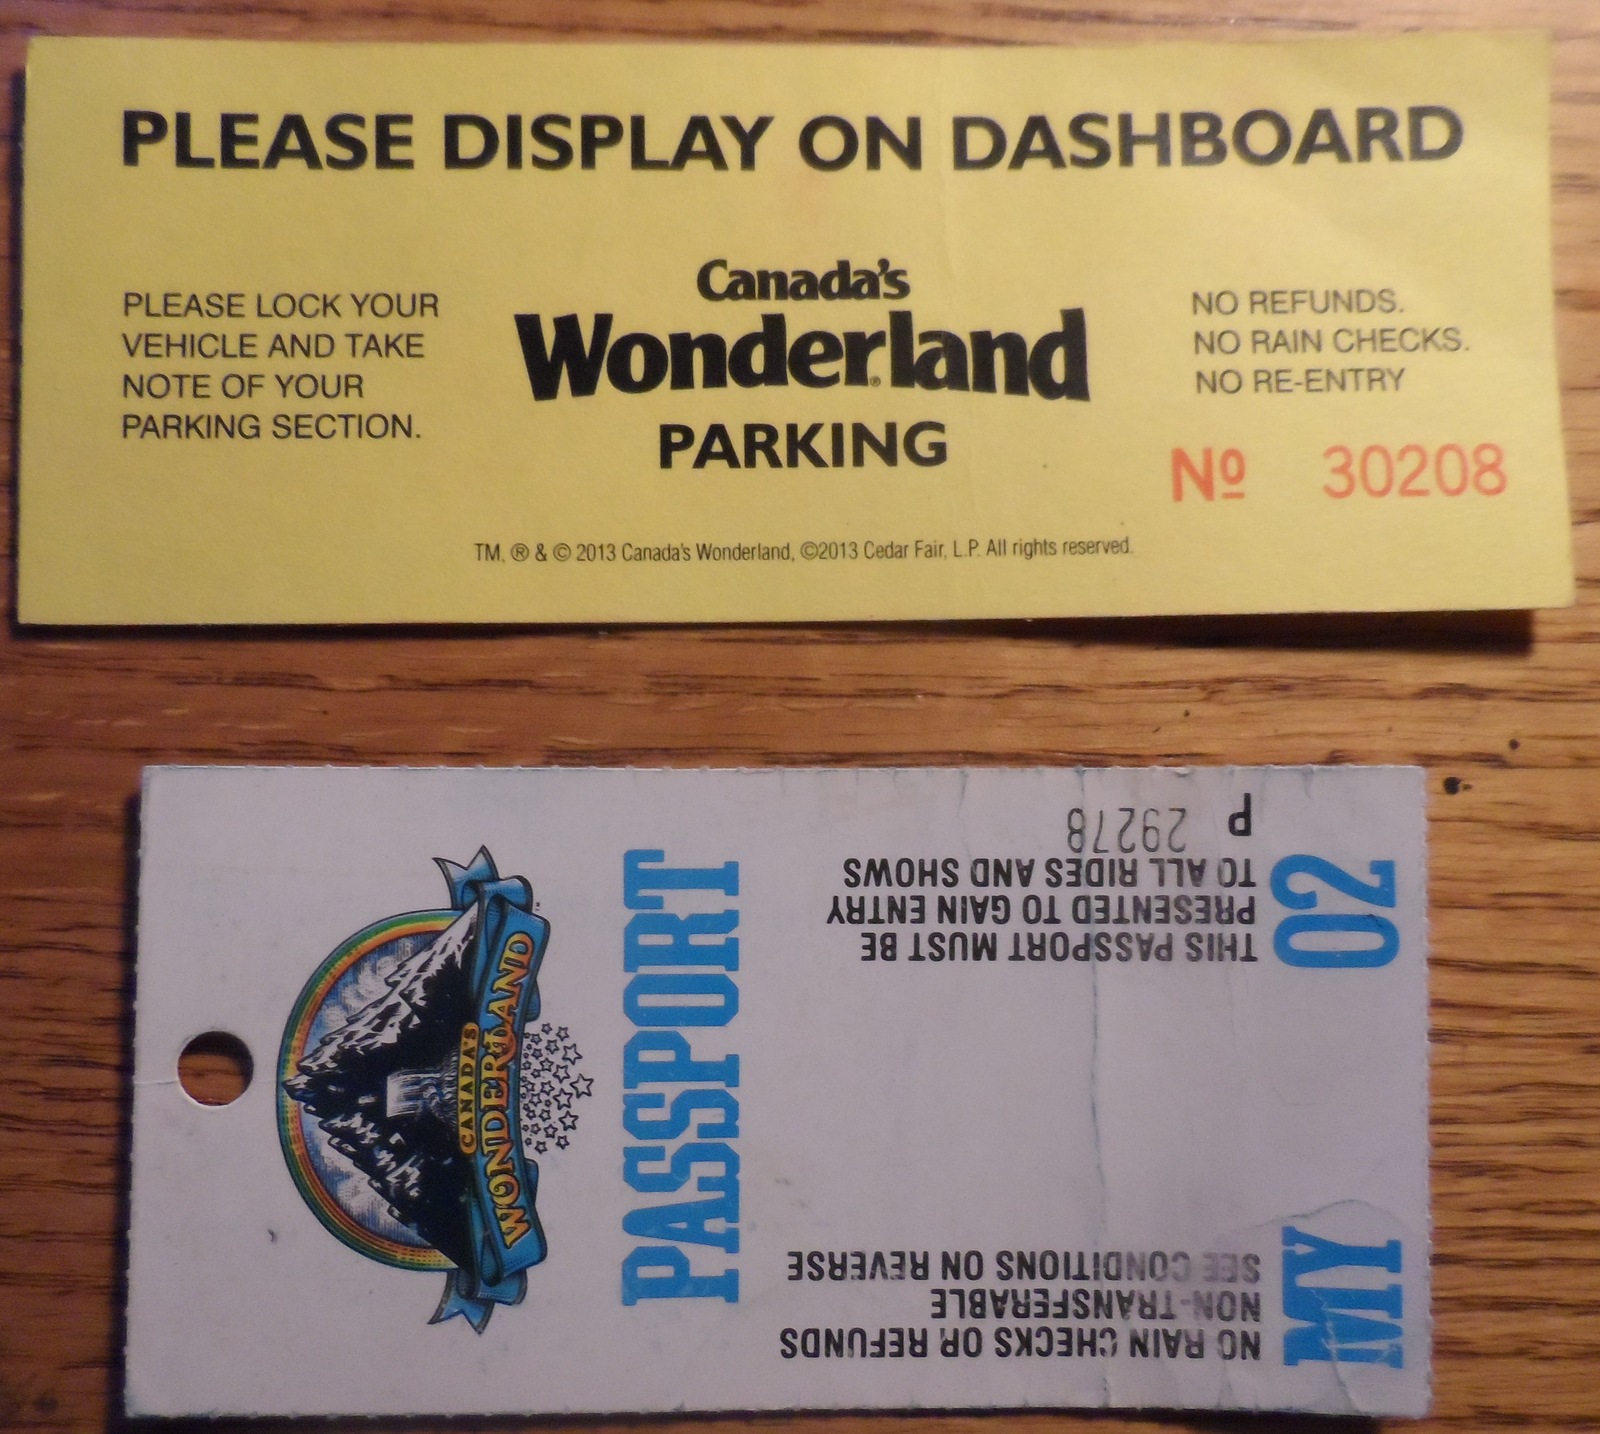 PLEASE DISPLAY ON DASHBOARD
PLEASE LOCK YOUR
VEHICLE AND TAKE
NOTE OF YOUR
PARKING SECTION.
Canada's
Wonderland
PARKING
NO REFUNDS.
NO RAIN CHECKS.
NO RE-ENTRY
Nº 30208
TM, ® & © 2013 Canada's Wonderland, ©2013 Cedar Fair, L.P. All rights reserved.
CANADA'S
WONDERLAND
PASSPORT
P 29278
THIS PASSPORT MUST BE
PRESENTED TO GAIN ENTRY
TO ALL RIDES AND SHOWS
NO RAIN CHECKS OR REFUNDS
NON-TRANSFERABLE
SEE CONDITIONS ON REVERSE
MY 02